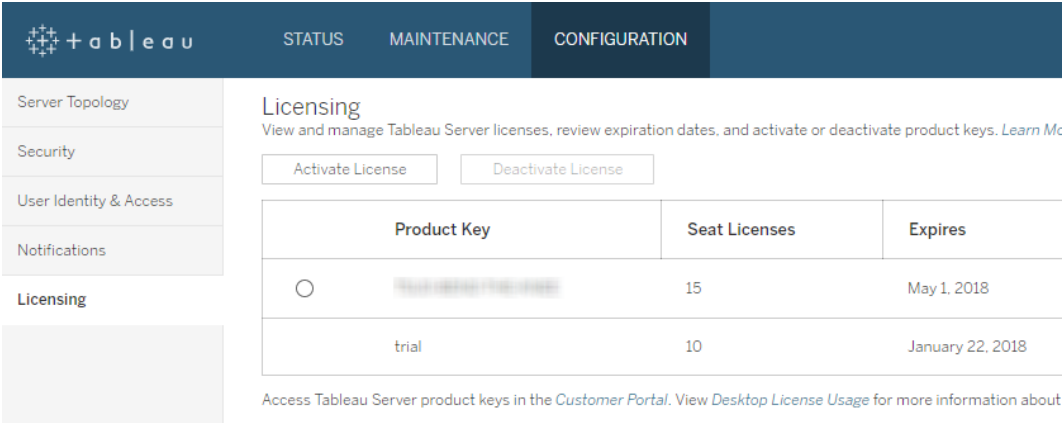 +ableau STATUS MAINTENANCE CONFIGURATION
Server Topology
Security
User Identity & Access
Notifications
Licensing
Licensing
View and manage Tableau Server licenses, review expiration dates, and activate or deactivate product keys. Learn Mo
Activate License Deactivate License
Product Key Seat Licenses Expires
15 May 1, 2018
trial 10 January 22, 2018
Access Tableau Server product keys in the Customer Portal. View Desktop License Usage for more information about